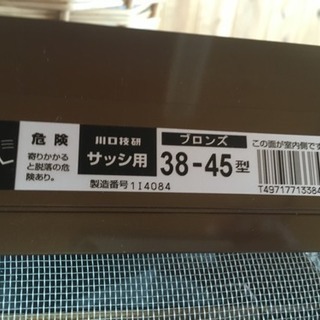 危険
寄りかかる
と脱落の危
険あり。
川口技研
サッシ用
製造番号1I4084
ブロンズ
38-45型
この面が室内側です
T4971771338